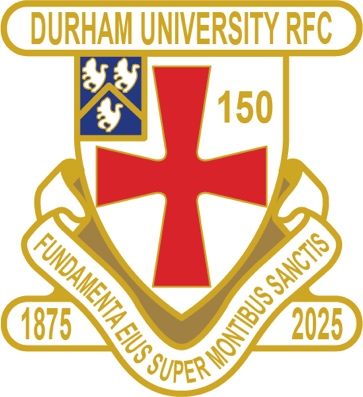 DURHAM UNIVERSITY RFC
150
FUNDAMENTA EIUS SUPER MONTIBUS SANCTIS
1875
2025